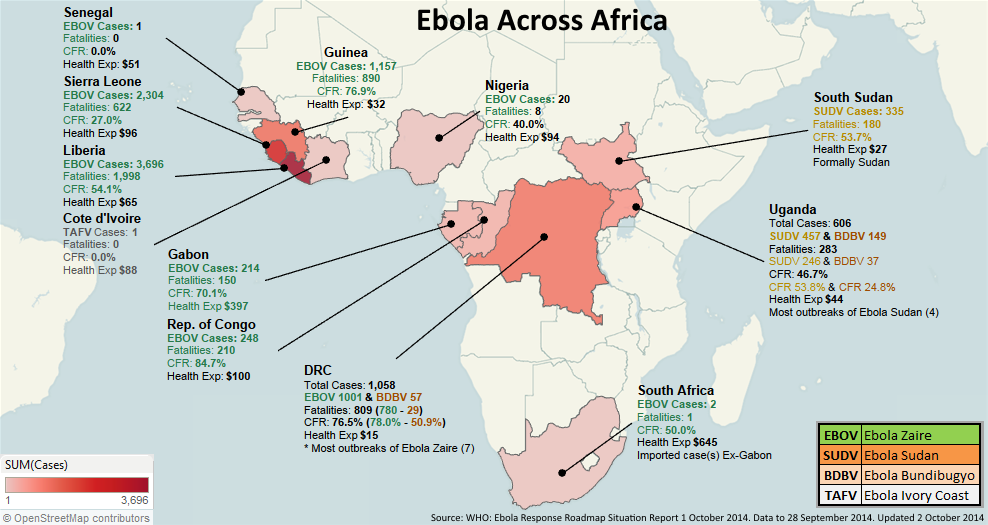 Ebola Across Africa
Senegal
EBOV Cases: 1
Fatalities: 0
CFR: 0.0%
Health Exp: $51
Sierra Leone
EBOV Cases: 2,304
Fatalities: 622
CFR: 27.0%
Health Exp: $96
Liberia
EBOV Cases: 3,696
Fatalities: 1,998
CFR: 54.1%
Health Exp: $65
Cote d'Ivoire
TAFV Cases: 1
Fatalities: 0
CFR: 0.0%
Health Exp: $88
Guinea
EBOV Cases: 1,157
Fatalities: 890
CFR: 76.9%
Health Exp: $32
Nigeria
EBOV Cases: 20
Fatalities: 8
CFR: 40.0%
Health Exp $94
South Sudan
SUDV Cases: 335
Fatalities: 180
CFR: 53.7%
Health Exp $27
Formally Sudan
Uganda
Total Cases: 606
SUDV 457 & BDBV 149
Fatalities: 283
SUDV 246 & BDBV 37
CFR: 46.7%
CFR 53.8% & CFR 24.8%
Health Exp $44
Most outbreaks of Ebola Sudan (4)
Gabon
EBOV Cases: 214
Fatalities: 150
CFR: 70.1%
Health Exp $397
Rep. of Congo
EBOV Cases: 248
Fatalities: 210
CFR: 84.7%
Health Exp: $100
DRC
Total Cases: 1,058
EBOV 1001 & BDBV 57
Fatalities: 809 (780 - 29)
CFR: 76.5% (78.0% - 50.9%)
Health Exp $15
* Most outbreaks of Ebola Zaire (7)
South Africa
EBOV Cases: 2
Fatalities: 1
CFR: 50.0%
Health Exp $645
Imported case(s) Ex-Gabon
EBOV Ebola Zaire
SUDV Ebola Sudan
BDBV Ebola Bundibugyo
TAFV Ebola Ivory Coast
SUM(Cases)
1 3,696
© OpenStreetMap contributors
Source: WHO: Ebola Response Roadmap Situation Report 1 October 2014. Data to 28 September 2014. Updated 2 October 2014